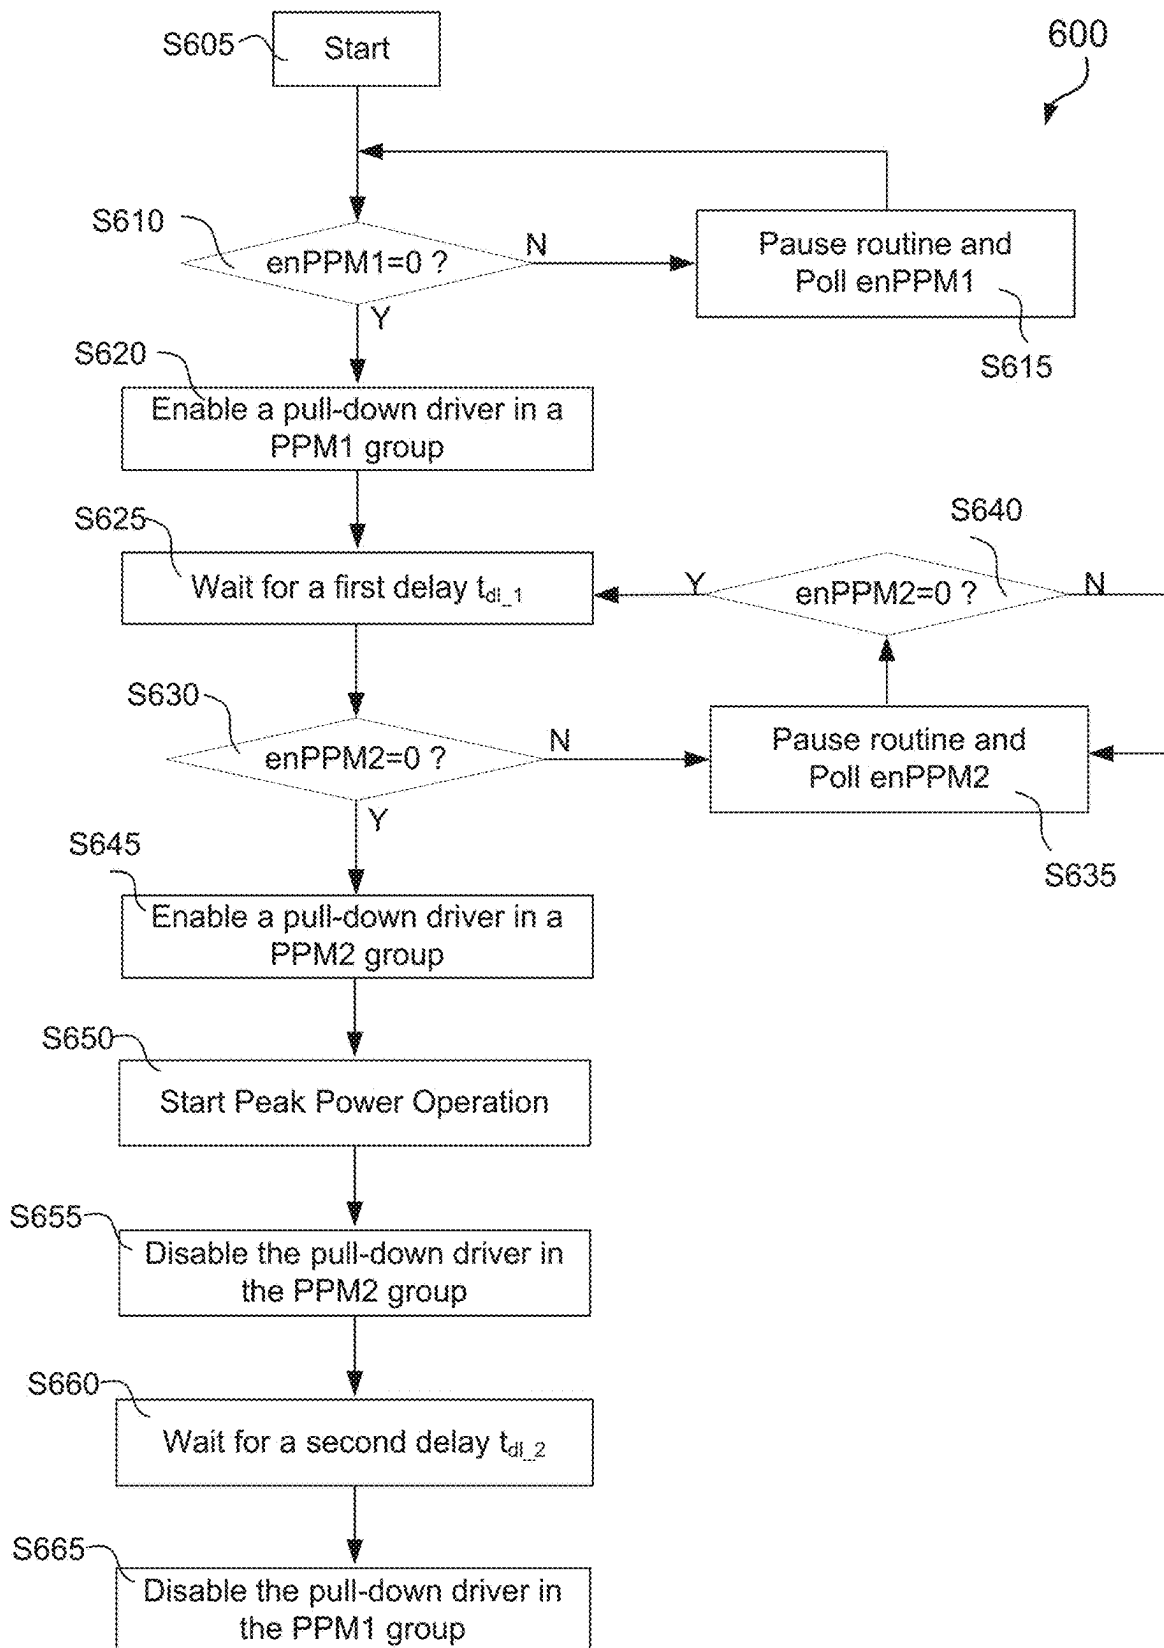 S605
Start
600
S610
enPPM1=0 ?
N
Y
Pause routine and
Poll enPPM1
S615
S620
Enable a pull-down driver in a
PPM1 group
S625
Wait for a first delay t_dl_1
S640
Y
enPPM2=0 ?
N
S630
enPPM2=0 ?
N
Y
Pause routine and
Poll enPPM2
S635
S645
Enable a pull-down driver in a
PPM2 group
S650
Start Peak Power Operation
S655
Disable the pull-down driver in
the PPM2 group
S660
Wait for a second delay t_dl_2
S665
Disable the pull-down driver in
the PPM1 group